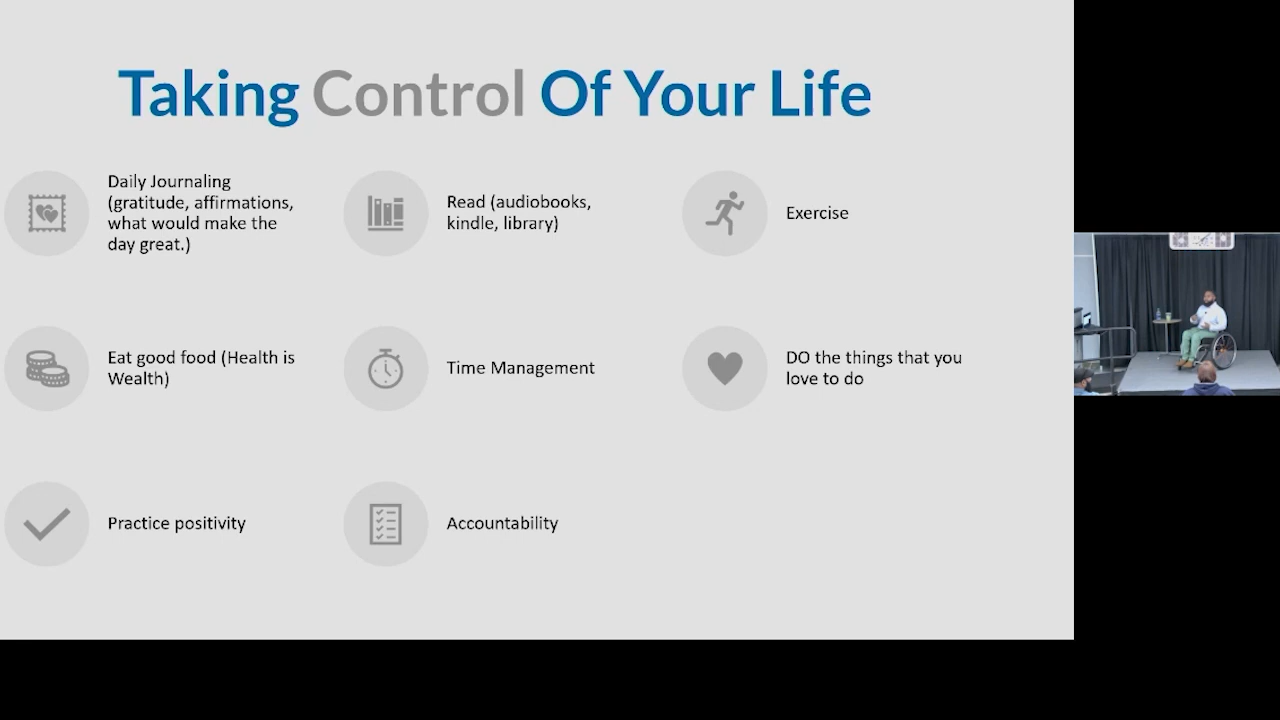 Taking Control Of Your Life
Daily Journaling
(gratitude, affirmations,
what would make the
day great.)
Read (audiobooks,
kindle, library)
Exercise
Eat good food (Health is
Wealth)
Time Management
DO the things that you
love to do
Practice positivity
Accountability